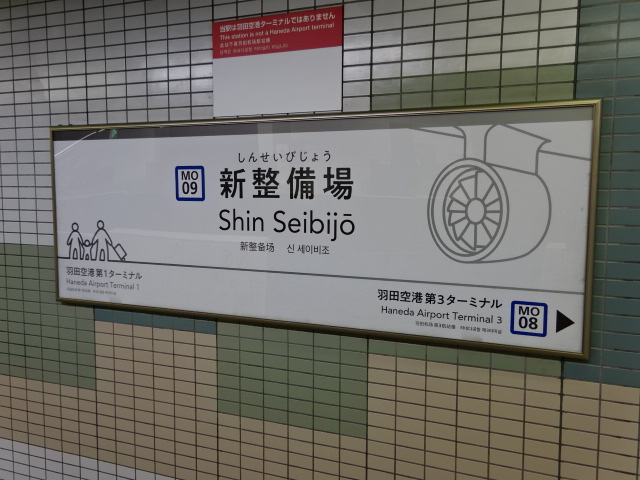 当駅は羽田空港ターミナルではありません
This station is not a Haneda Airport terminal
しんせいびじょう
MO
09
新整備場
Shin Seibijō
新整备场 신 세이비조
羽田空港 第1ターミナル
Haneda Airport Terminal 1
羽田空港 第3ターミナル
Haneda Airport Terminal 3
MO
08